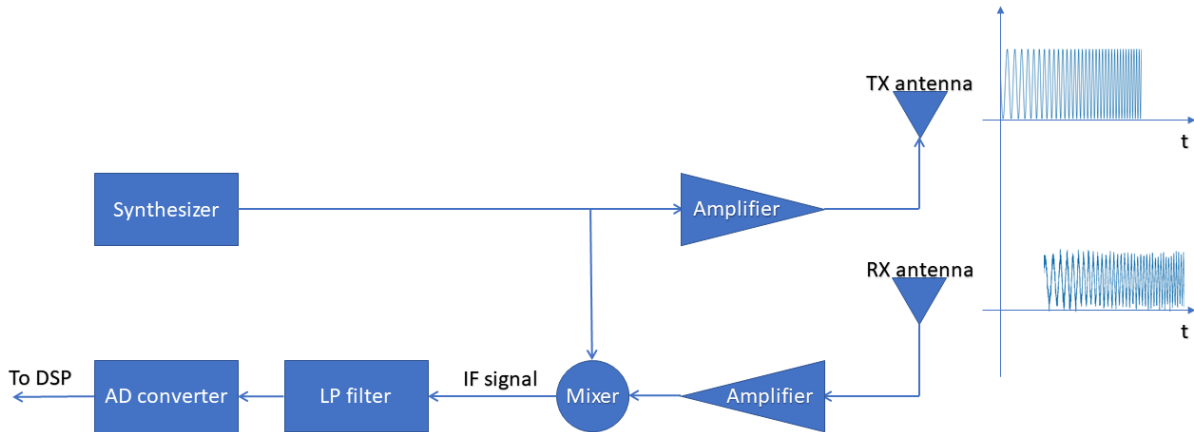 TX antenna
t
Synthesizer
Amplifier
RX antenna
t
To DSP
AD converter
LP filter
IF signal
Mixer
Amplifier